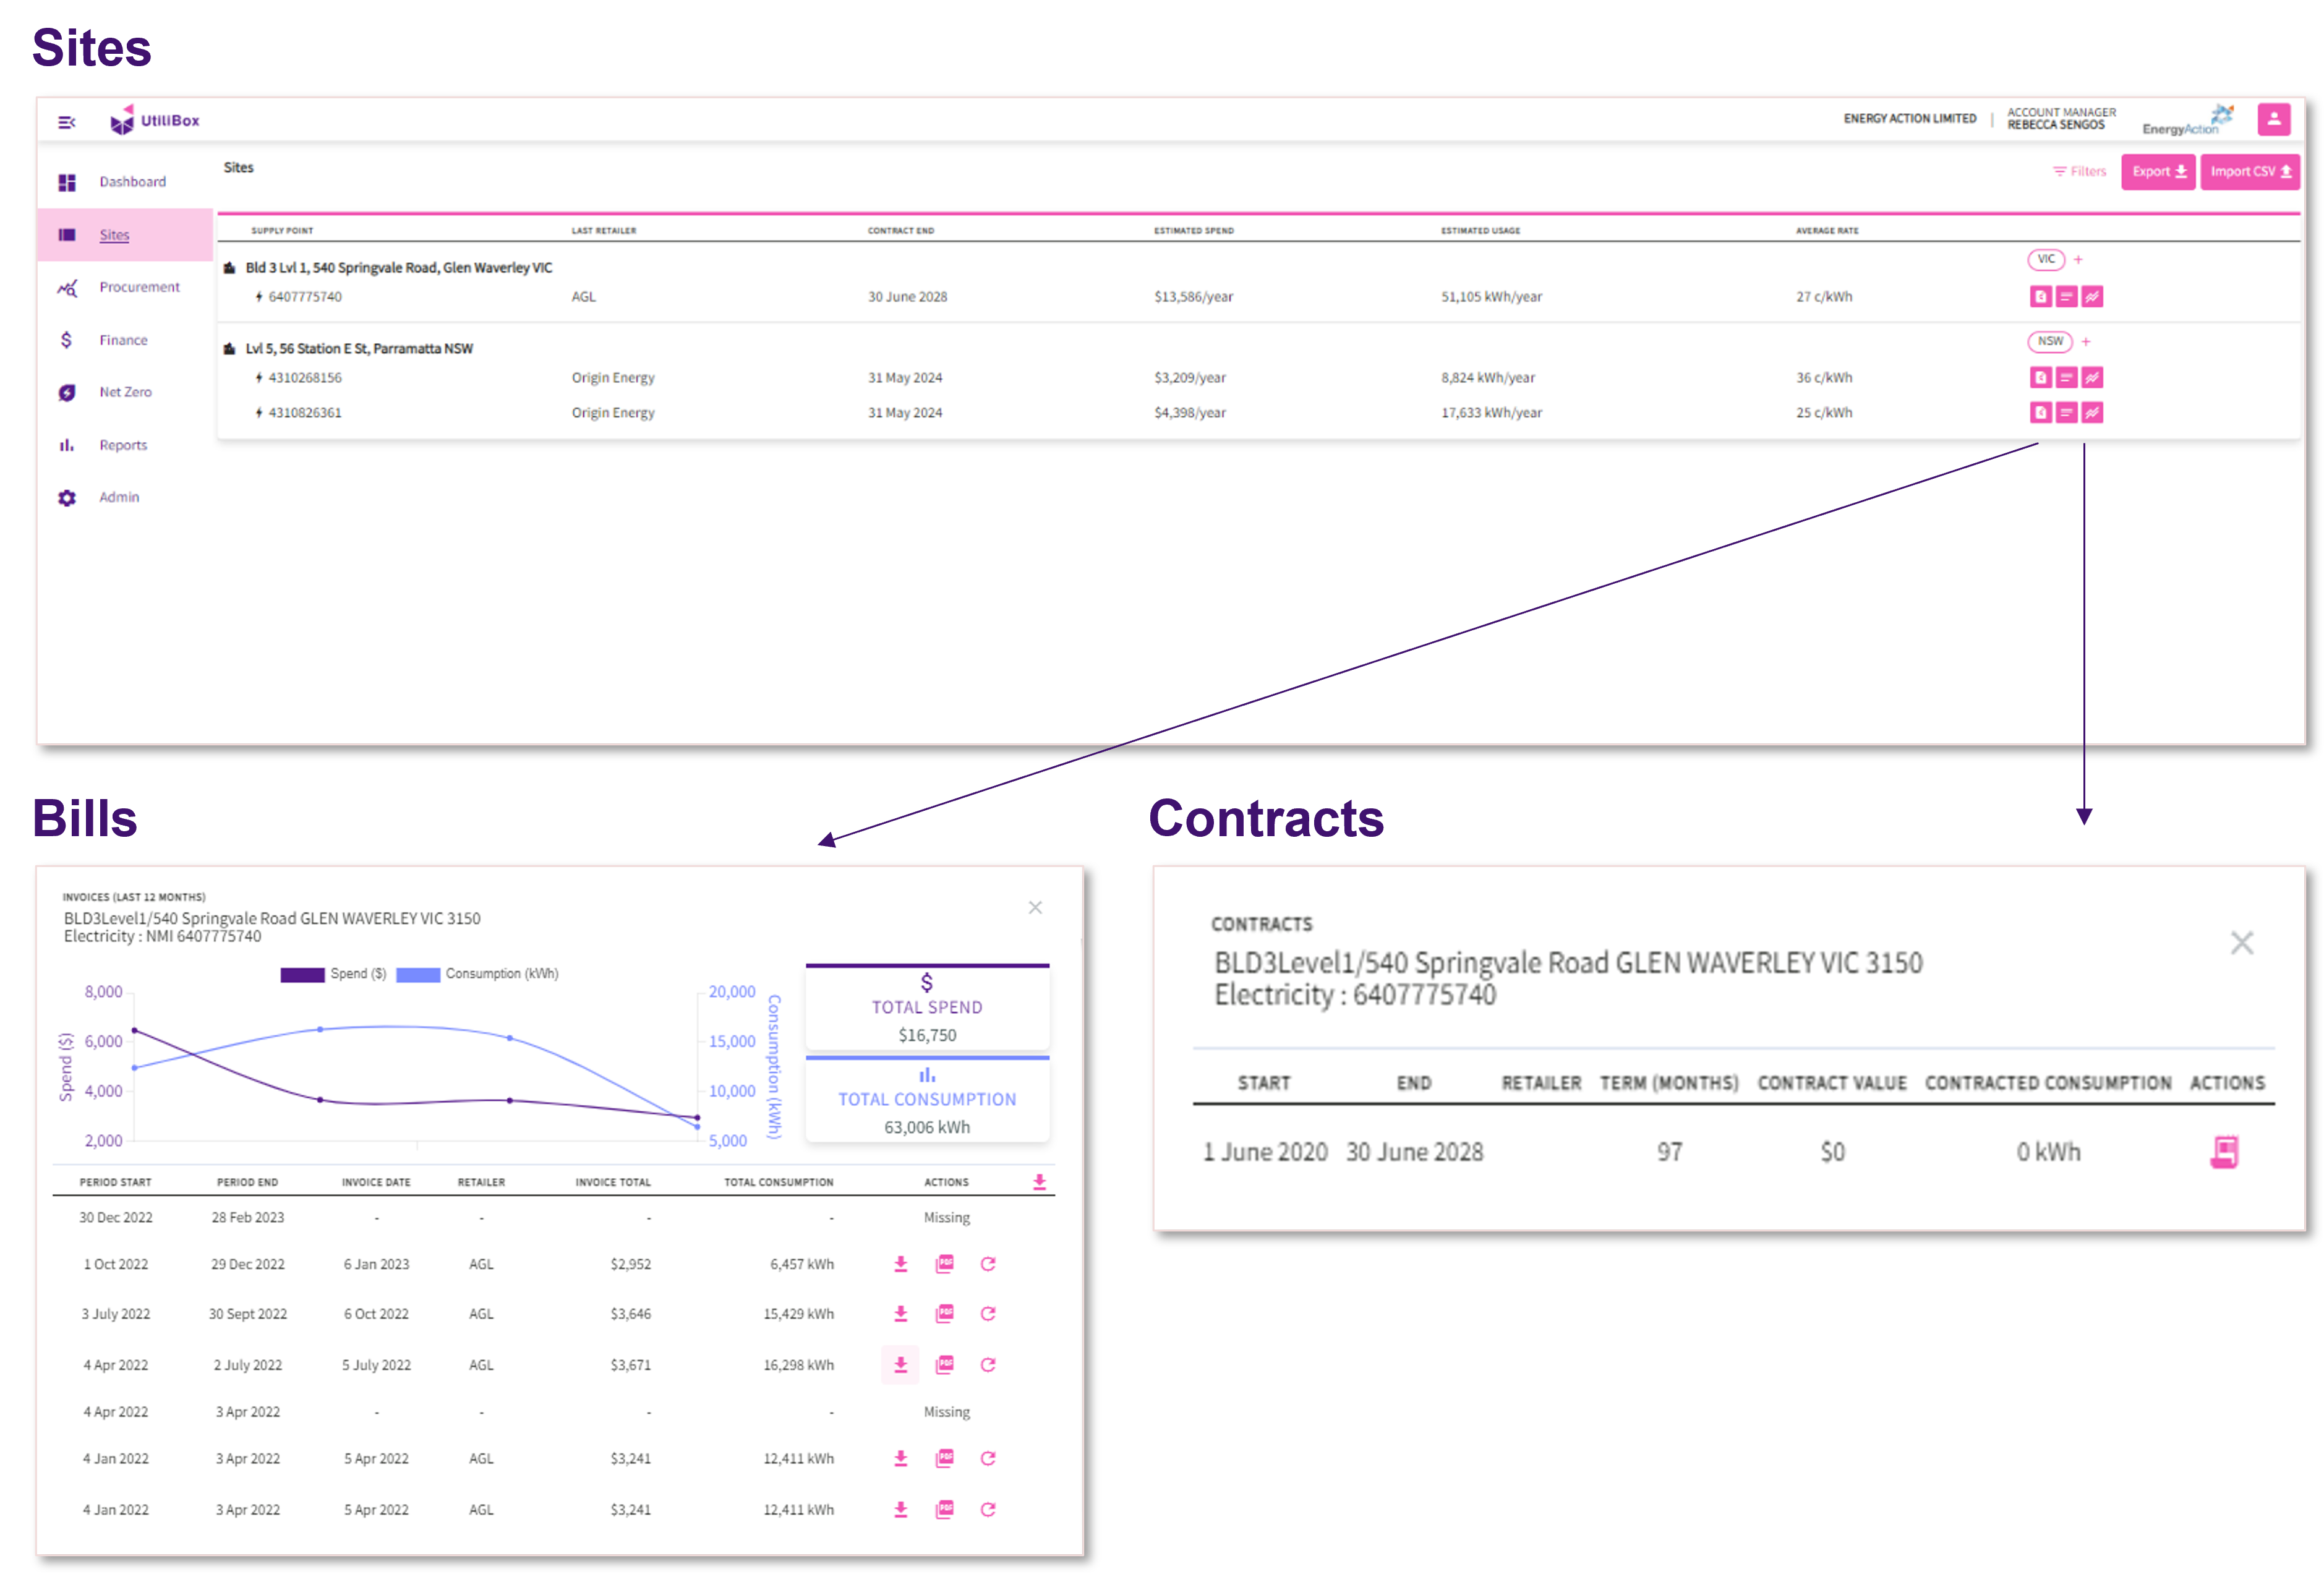 Sites
UtiliBox
ENERGY ACTION LIMITED | ACCOUNT MANAGER
REBECCA SENGOS
EnergyAction
Dashboard
Sites
Procurement
Finance
Net Zero
Reports
Admin
Sites
Filters Export Import CSV
SUPPLY POINT LAST RETAILER CONTRACT END ESTIMATED SPEND ESTIMATED USAGE AVERAGE RATE
Bld 3 Lvl 1, 540 Springvale Road, Glen Waverley VIC VIC +
6407775740 AGL 30 June 2028 $13,586/year 51,105 kWh/year 27 c/kWh
Lvl 5, 56 Station E St, Parramatta NSW NSW +
4310268156 Origin Energy 31 May 2024 $3,209/year 8,824 kWh/year 36 c/kWh
4310826361 Origin Energy 31 May 2024 $4,398/year 17,633 kWh/year 25 c/kWh
Bills
INVOICES (LAST 12 MONTHS)
BLD3Level1/540 Springvale Road GLEN WAVERLEY VIC 3150
Electricity : NMI 6407775740
Spend ($) Consumption (kWh)
Spend ($)
8,000
6,000
4,000
2,000
20,000
15,000
10,000
5,000
Consumption (kWh)
$
TOTAL SPEND
$16,750
TOTAL CONSUMPTION
63,006 kWh
PERIOD START PERIOD END INVOICE DATE RETAILER INVOICE TOTAL TOTAL CONSUMPTION ACTIONS
30 Dec 2022 28 Feb 2023 - - - - Missing
1 Oct 2022 29 Dec 2022 6 Jan 2023 AGL $2,952 6,457 kWh PDF
3 July 2022 30 Sept 2022 6 Oct 2022 AGL $3,646 15,429 kWh PDF
4 Apr 2022 2 July 2022 5 July 2022 AGL $3,671 16,298 kWh PDF
4 Apr 2022 3 Apr 2022 - - - - Missing
4 Jan 2022 3 Apr 2022 5 Apr 2022 AGL $3,241 12,411 kWh PDF
4 Jan 2022 3 Apr 2022 5 Apr 2022 AGL $3,241 12,411 kWh PDF
Contracts
CONTRACTS
BLD3Level1/540 Springvale Road GLEN WAVERLEY VIC 3150
Electricity : 6407775740
START END RETAILER TERM (MONTHS) CONTRACT VALUE CONTRACTED CONSUMPTION ACTIONS
1 June 2020 30 June 2028 97 $0 0 kWh